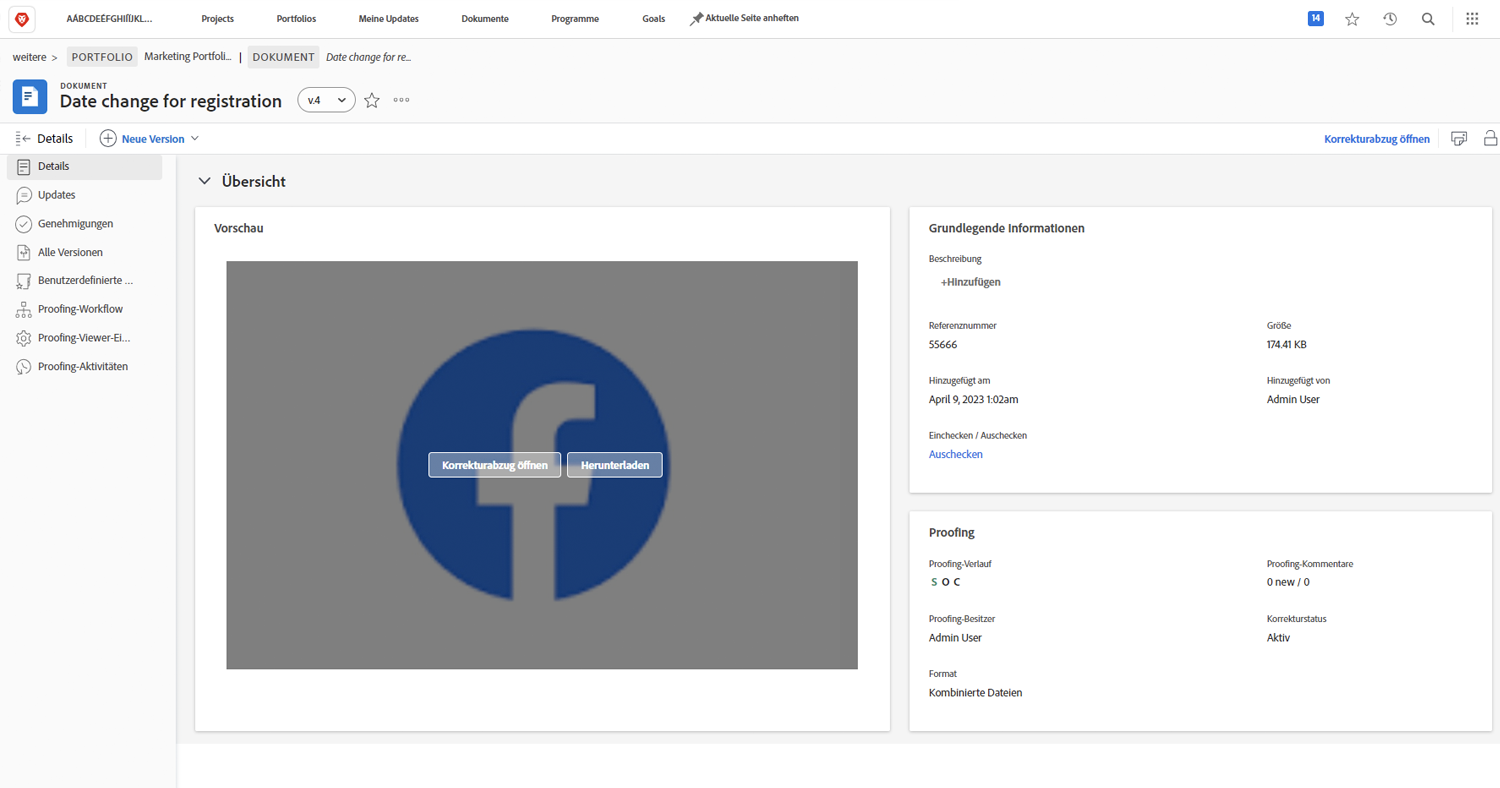 AÁBCDEÉFGHIÍIJKL...
Projects
Portfolios
Meine Updates
Dokumente
Programme
Goals
Aktuelle Seite anheften
14
weitere >
PORTFOLIO
Marketing Portfoli...
|
DOKUMENT
Date change for re...
DOKUMENT
Date change for registration
v.4
Details
Neue Version
Korrekturabzug öffnen
Details
Updates
Genehmigungen
Alle Versionen
Benutzerdefinierte ...
Proofing-Workflow
Proofing-Viewer-Ei...
Proofing-Aktivitäten
Übersicht
Vorschau
Korrekturabzug öffnen
Herunterladen
Grundlegende Informationen
Beschreibung
+Hinzufügen
Referenznummer
Größe
55666
174.41 KB
Hinzugefügt am
Hinzugefügt von
April 9, 2023 1:02am
Admin User
Einchecken / Auschecken
Auschecken
Proofing
Proofing-Verlauf
Proofing-Kommentare
S O C
0 new / 0
Proofing-Besitzer
Korrekturstatus
Admin User
Aktiv
Format
Kombinierte Dateien